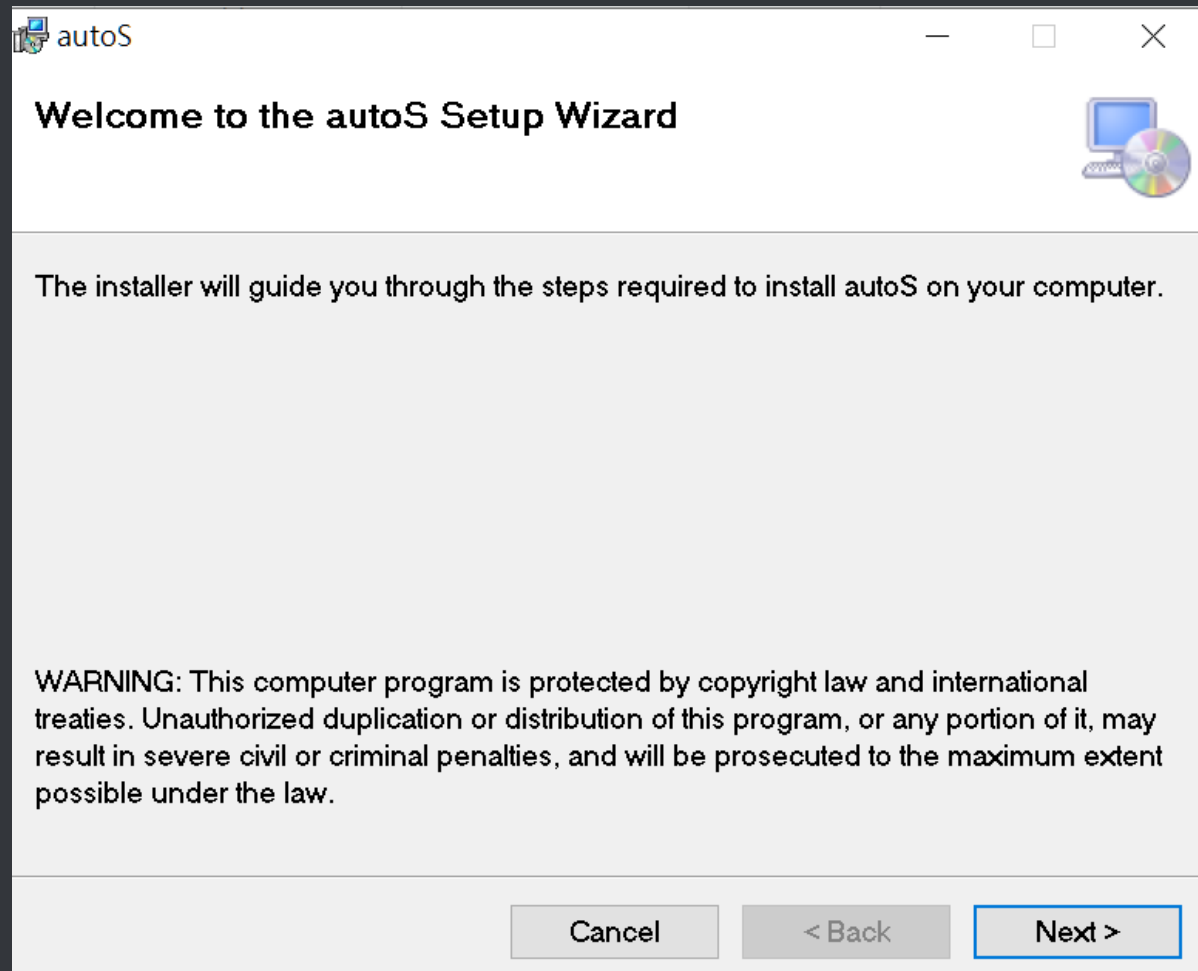 autoS
Welcome to the autoS Setup Wizard
The installer will guide you through the steps required to install autoS on your computer.
WARNING: This computer program is protected by copyright law and international
treaties. Unauthorized duplication or distribution of this program, or any portion of it, may
result in severe civil or criminal penalties, and will be prosecuted to the maximum extent
possible under the law.
Cancel
< Back
Next >